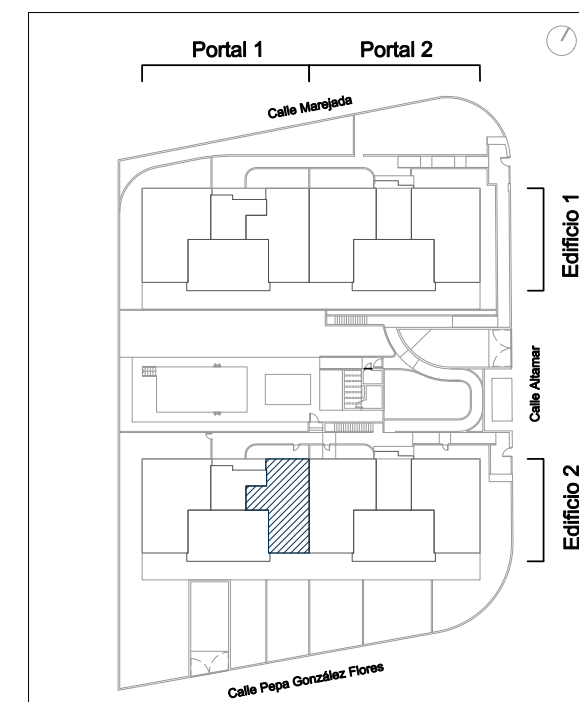 Portal 1
Portal 2
Calle Marejada
Edificio 1
Calle Altamar
Edificio 2
Calle Pepa González Flores